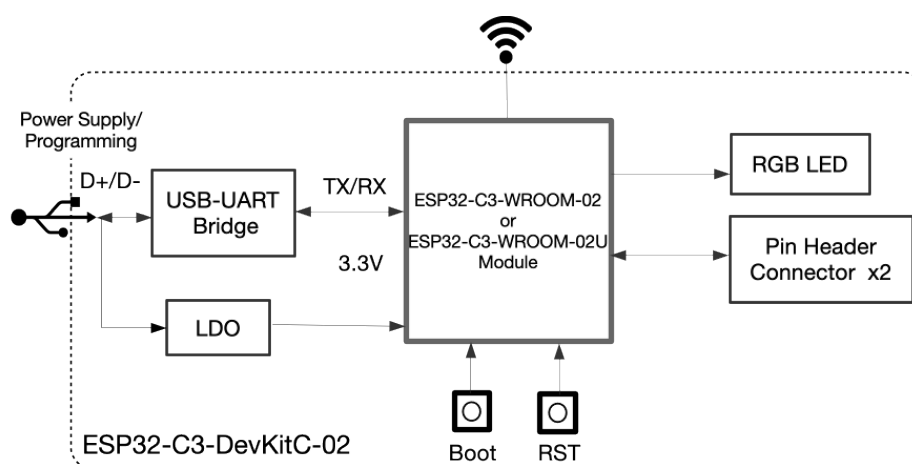 Power Supply/
Programming
D+/D-
USB-UART
Bridge
TX/RX
3.3V
LDO
ESP32-C3-WROOM-02
or
ESP32-C3-WROOM-02U
Module
RGB LED
Pin Header
Connector x2
Boot
RST
ESP32-C3-DevKitC-02